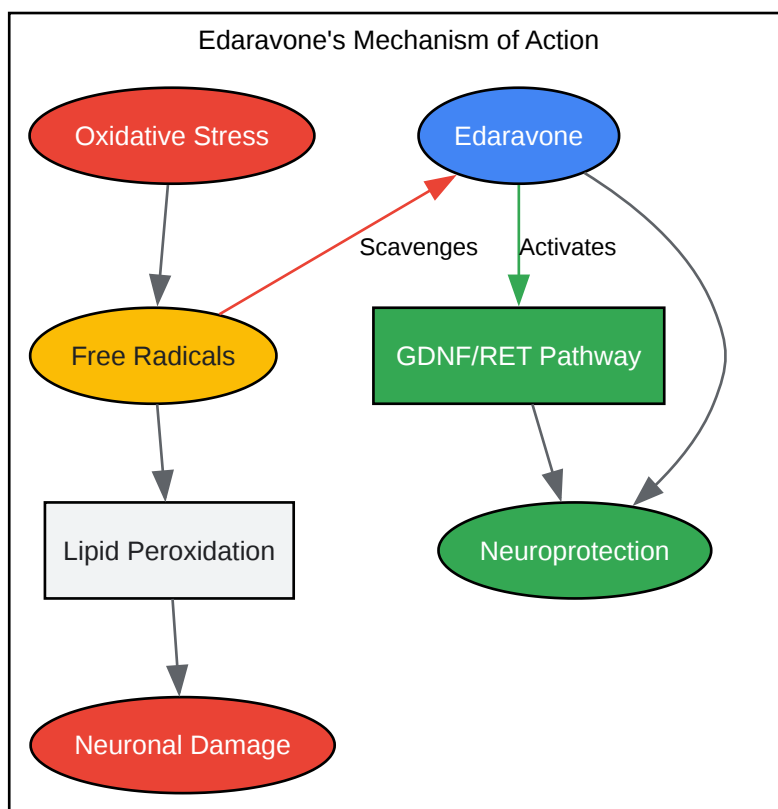 Edaravone's Mechanism of Action
Oxidative Stress
Edaravone
Scavenges
Activates
Free Radicals
GDNF/RET Pathway
Lipid Peroxidation
Neuroprotection
Neuronal Damage